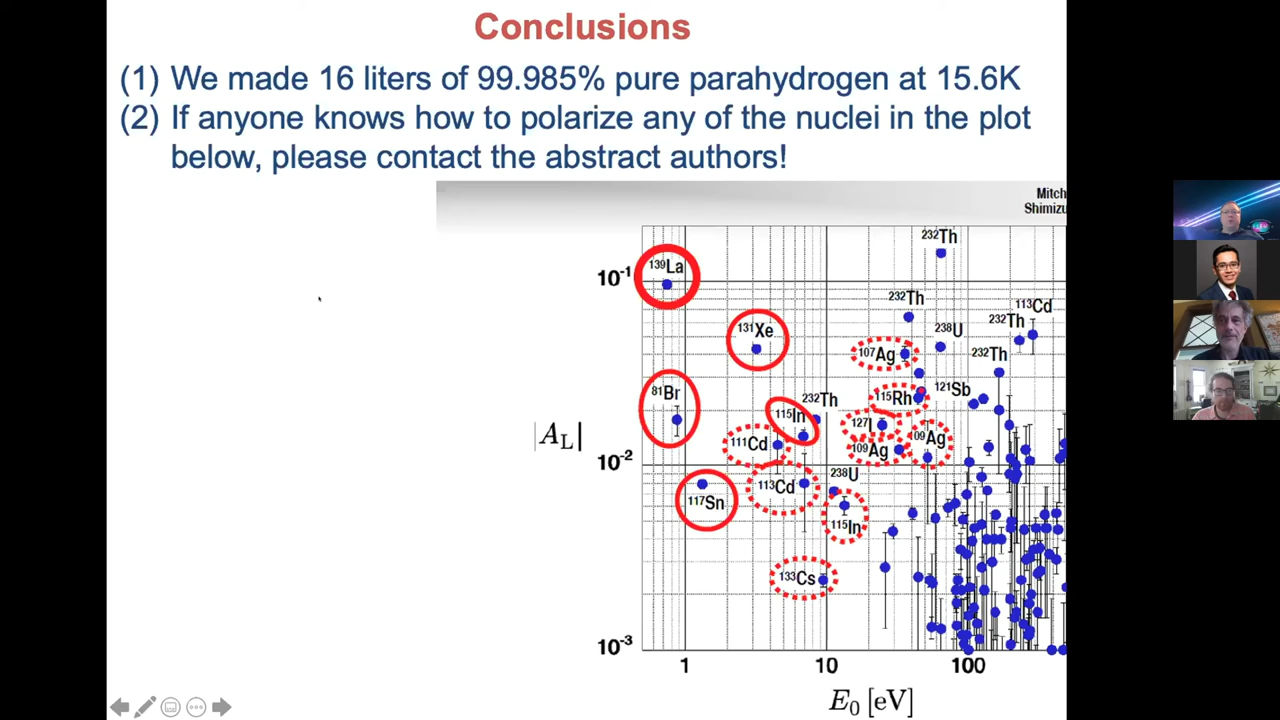 Conclusions
(1) We made 16 liters of 99.985% pure parahydrogen at 15.6K
(2) If anyone knows how to polarize any of the nuclei in the plot
below, please contact the abstract authors!
Mitch
Shimizu
232Th
139La
10-1
232Th
113Cd
131Xe
238U
232Th
107Ag
232Th
81Br
115Rh
121Sb
232Th
115In
127I
|AL|
111Cd
109Ag
109Ag
10-2
113Cd
238U
117Sn
115In
133Cs
10-3
1
10
100
E0 [eV]